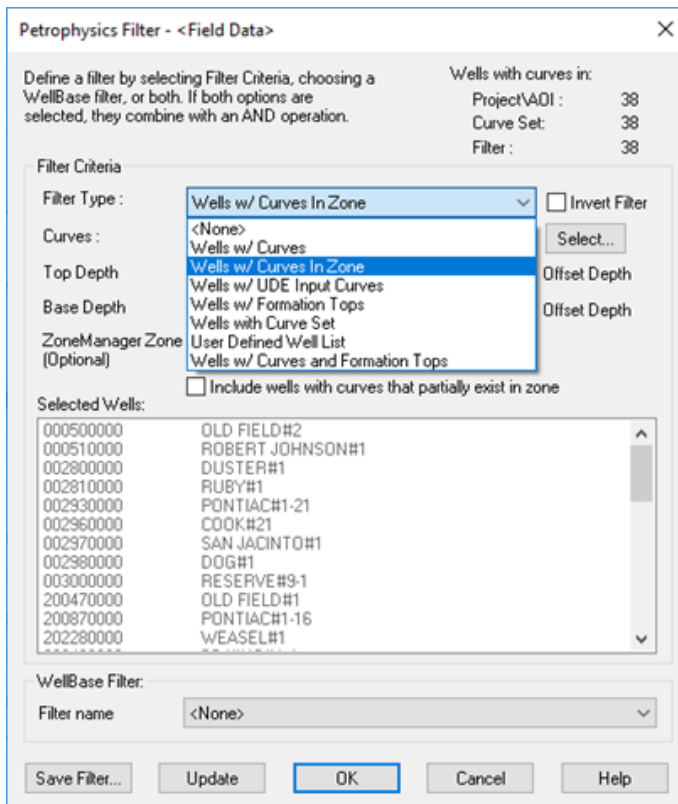 Petrophysics Filter - <Field Data>
Define a filter by selecting Filter Criteria, choosing a
WellBase filter, or both. If both options are
selected, they combine with an AND operation.
Wells with curves in:
Project\AOI : 38
Curve Set: 38
Filter : 38
Filter Criteria
Filter Type : Wells w/ Curves In Zone Invert Filter
<None>
Curves : Wells w/ Curves Select...
Wells w/ Curves In Zone
Top Depth Offset Depth
Wells w/ UDE Input Curves
Base Depth Wells w/ Formation Tops Offset Depth
Wells with Curve Set
ZoneManager Zone User Defined Well List
(Optional) Wells w/ Curves and Formation Tops
Include wells with curves that partially exist in zone
Selected Wells:
000500000 OLD FIELD#2
000510000 ROBERT JOHNSON#1
002800000 DUSTER#1
002810000 RUBY#1
002930000 PONTIAC#1-21
002960000 COOK#21
002970000 SAN JACINTO#1
002980000 DOG#1
003000000 RESERVE#9-1
200470000 OLD FIELD#1
200870000 PONTIAC#1-16
202280000 WEASEL#1
WellBase Filter:
Filter name <None>
Save Filter... Update OK Cancel Help